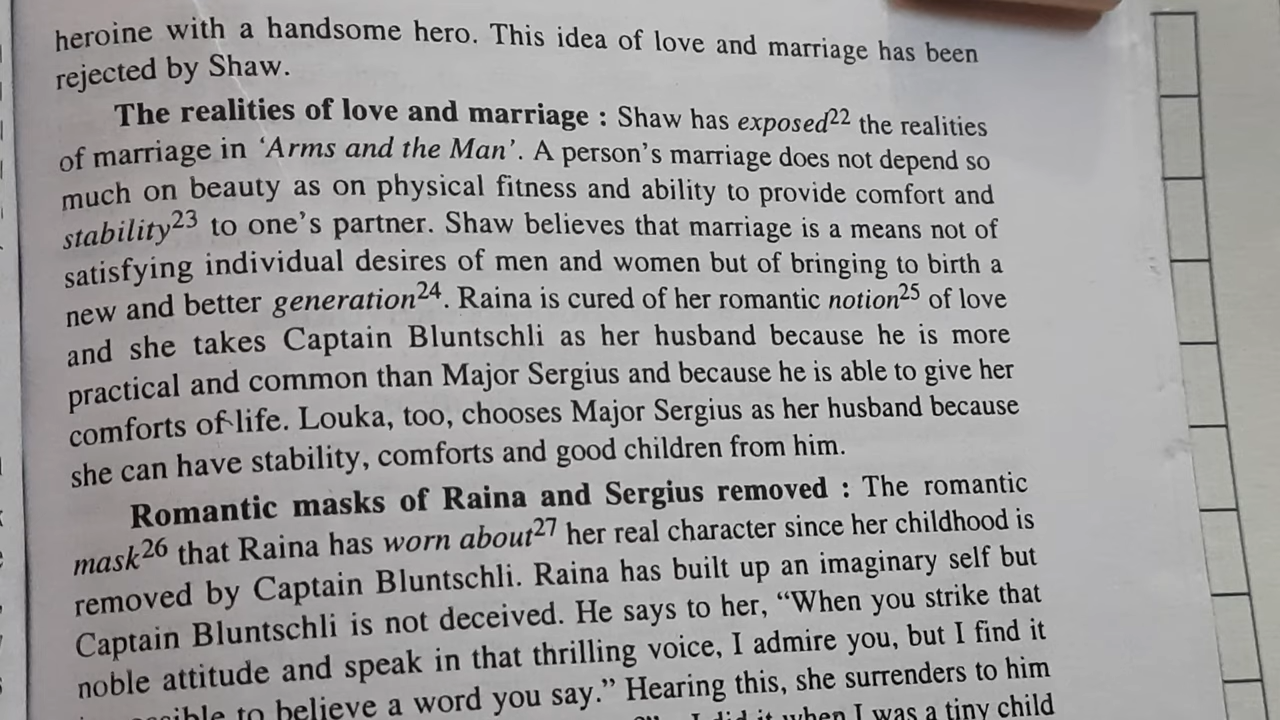 heroine with a handsome hero. This idea of love and marriage has been
rejected by Shaw.
The realities of love and marriage : Shaw has exposed22 the realities
of marriage in ‘Arms and the Man’. A person’s marriage does not depend so
much on beauty as on physical fitness and ability to provide comfort and
stability23 to one’s partner. Shaw believes that marriage is a means not of
satisfying individual desires of men and women but of bringing to birth a
new and better generation24. Raina is cured of her romantic notion25 of love
and she takes Captain Bluntschli as her husband because he is more
practical and common than Major Sergius and because he is able to give her
comforts of life. Louka, too, chooses Major Sergius as her husband because
she can have stability, comforts and good children from him.
Romantic masks of Raina and Sergius removed : The romantic
mask26 that Raina has worn about27 her real character since her childhood is
removed by Captain Bluntschli. Raina has built up an imaginary self but
Captain Bluntschli is not deceived. He says to her, “When you strike that
noble attitude and speak in that thrilling voice, I admire you, but I find it
to believe a word you say.” Hearing this, she surrenders to him
I did it when I was a tiny child